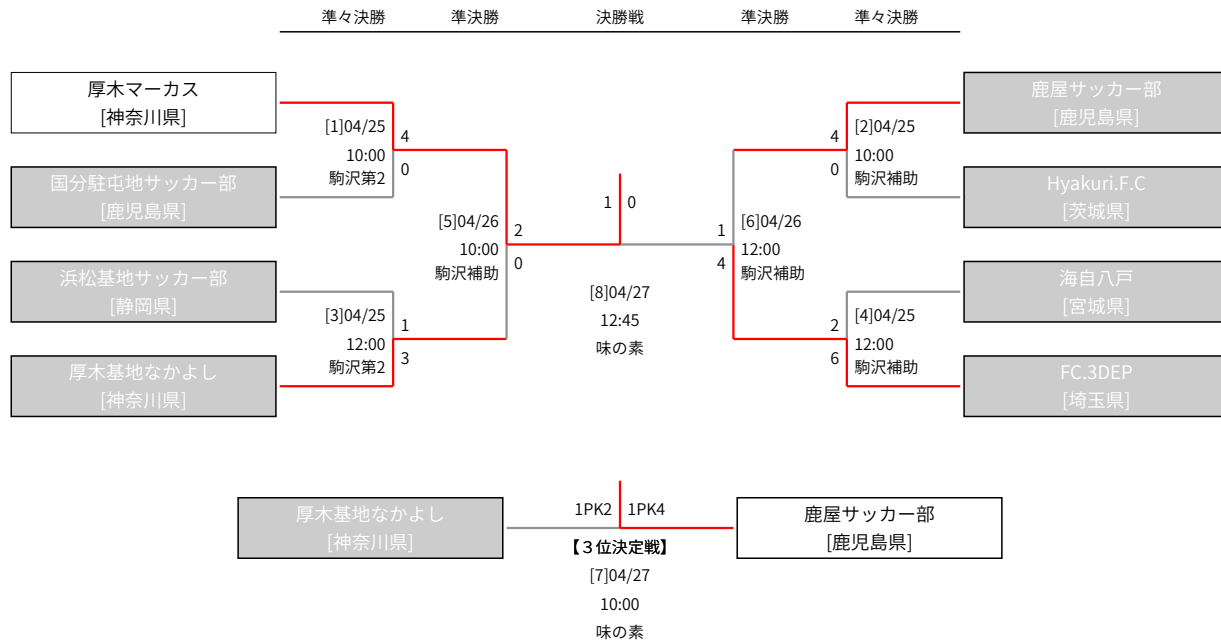 準々決勝 準決勝 決勝戦 準決勝 準々決勝
厚木マーカス
[神奈川県]
国分駐屯地サッカー部
[鹿児島県]
浜松基地サッカー部
[静岡県]
厚木基地なかよし
[神奈川県]
[1]04/25
10:00
駒沢第2
4
0
[3]04/25
12:00
駒沢第2
1
3
[5]04/26
10:00
駒沢補助
2
0
1 0
[8]04/27
12:45
味の素
1
4
[6]04/26
12:00
駒沢補助
4
0
[2]04/25
10:00
駒沢補助
2
6
[4]04/25
12:00
駒沢補助
鹿屋サッカー部
[鹿児島県]
Hyakuri.F.C
[茨城県]
海自八戸
[宮城県]
FC.3DEP
[埼玉県]
厚木基地なかよし
[神奈川県]
1PK2 1PK4
【３位決定戦】
[7]04/27
10:00
味の素
鹿屋サッカー部
[鹿児島県]